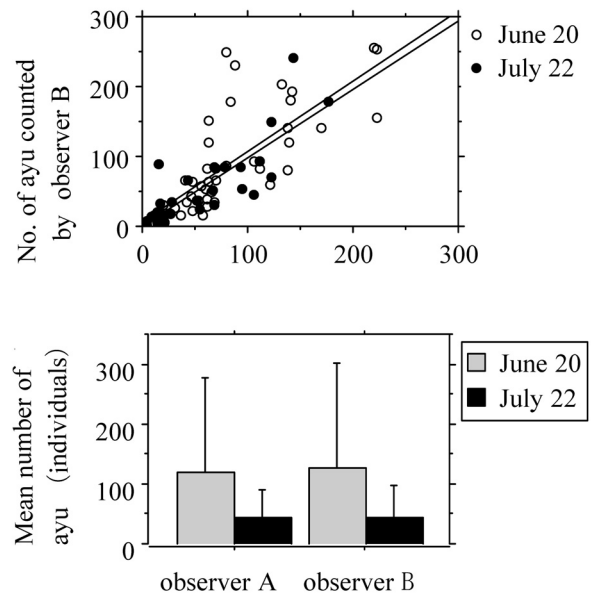 No. of ayu counted
by observer B
300
200
100
0
0 100 200 300
June 20
July 22
Mean number of
ayu (individuals)
300
200
100
0
observer A observer B
June 20
July 22